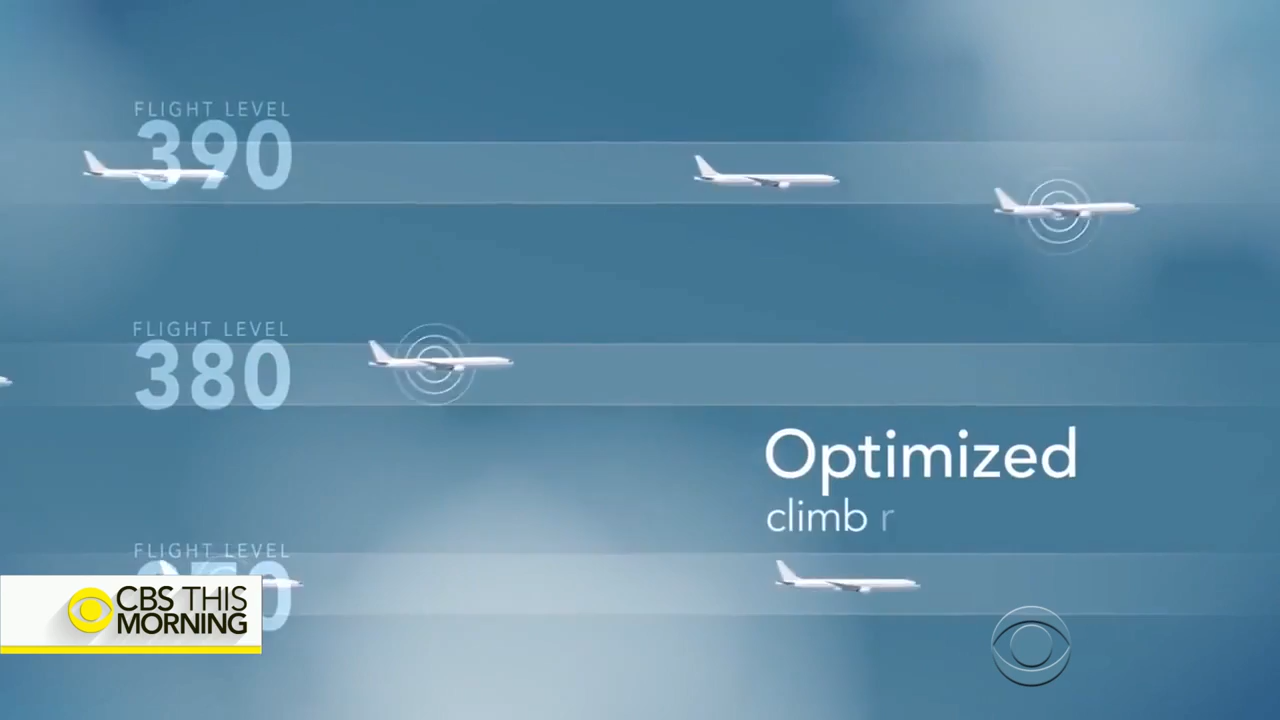 FLIGHT LEVEL
390
FLIGHT LEVEL
380
Optimized
climb r
FLIGHT LEVEL
CBS THIS
MORNING